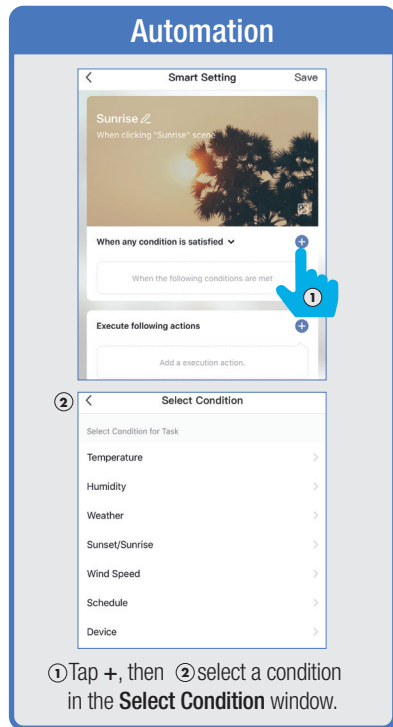 Automation
< Smart Setting Save
Sunrise
When clicking "Sunrise" scene
When any condition is satisfied
+
When the following conditions are met
①
Execute following actions +
Add a execution action.
② < Select Condition
Select Condition for Task
Temperature >
Humidity >
Weather >
Sunset/Sunrise >
Wind Speed >
Schedule >
Device >
①Tap +, then ②select a condition
in the Select Condition window.